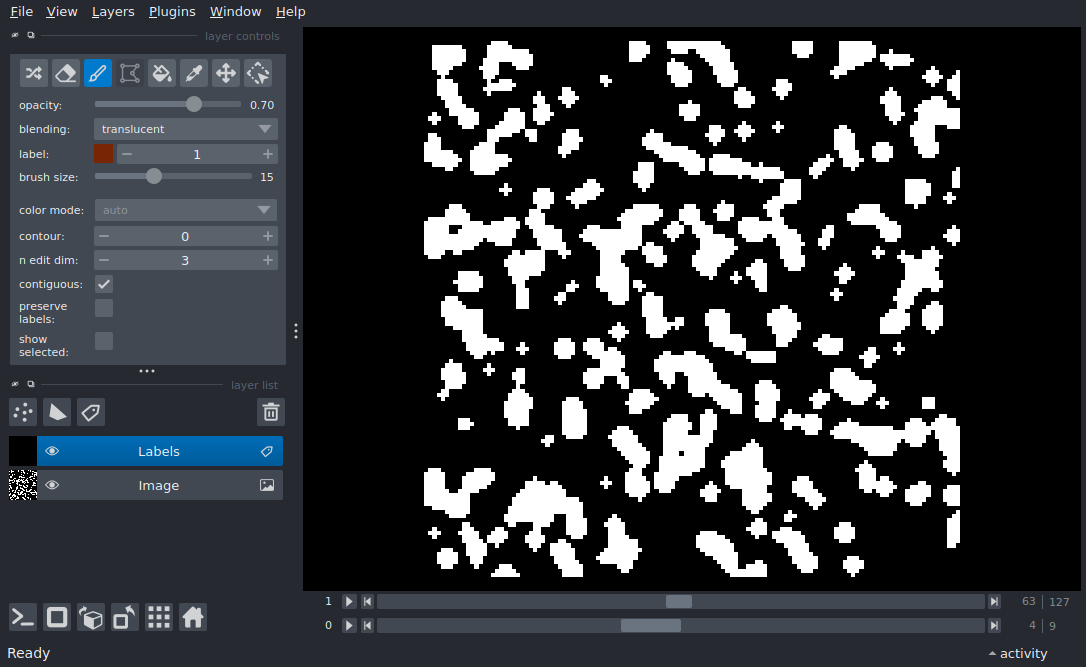 File View Layers Plugins Window Help
layer controls
opacity: 0.70
blending: translucent
label: 1
brush size: 15
color mode: auto
contour: 0
n edit dim: 3
contiguous:
preserve
labels:
show
selected:
layer list
Labels
Image
1 63 127
0 4 9
Ready activity